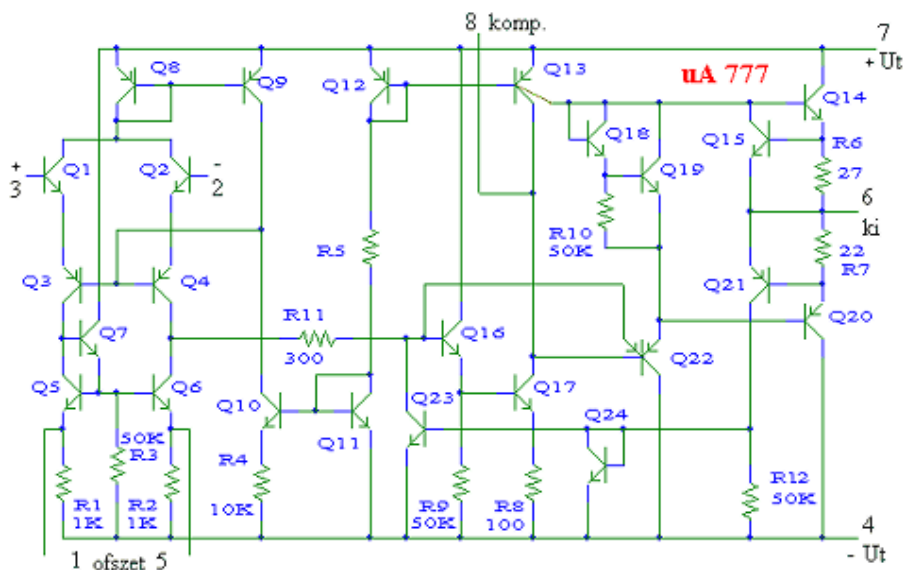 8 komp.
7
+ Ut
Q8
Q9
Q12
Q13
uA 777
Q14
Q18
Q15
R6
27
+
3
Q1
Q2
-
2
Q19
6
ki
R10
50K
R5
22
R7
Q3
Q4
Q21
R11
300
Q7
Q16
Q20
Q22
Q5
Q6
Q10
Q11
Q23
Q17
Q24
50K
R3
R4
10K
R1
1K
R2
1K
R9
50K
R8
100
R12
50K
4
- Ut
1 ofszet 5